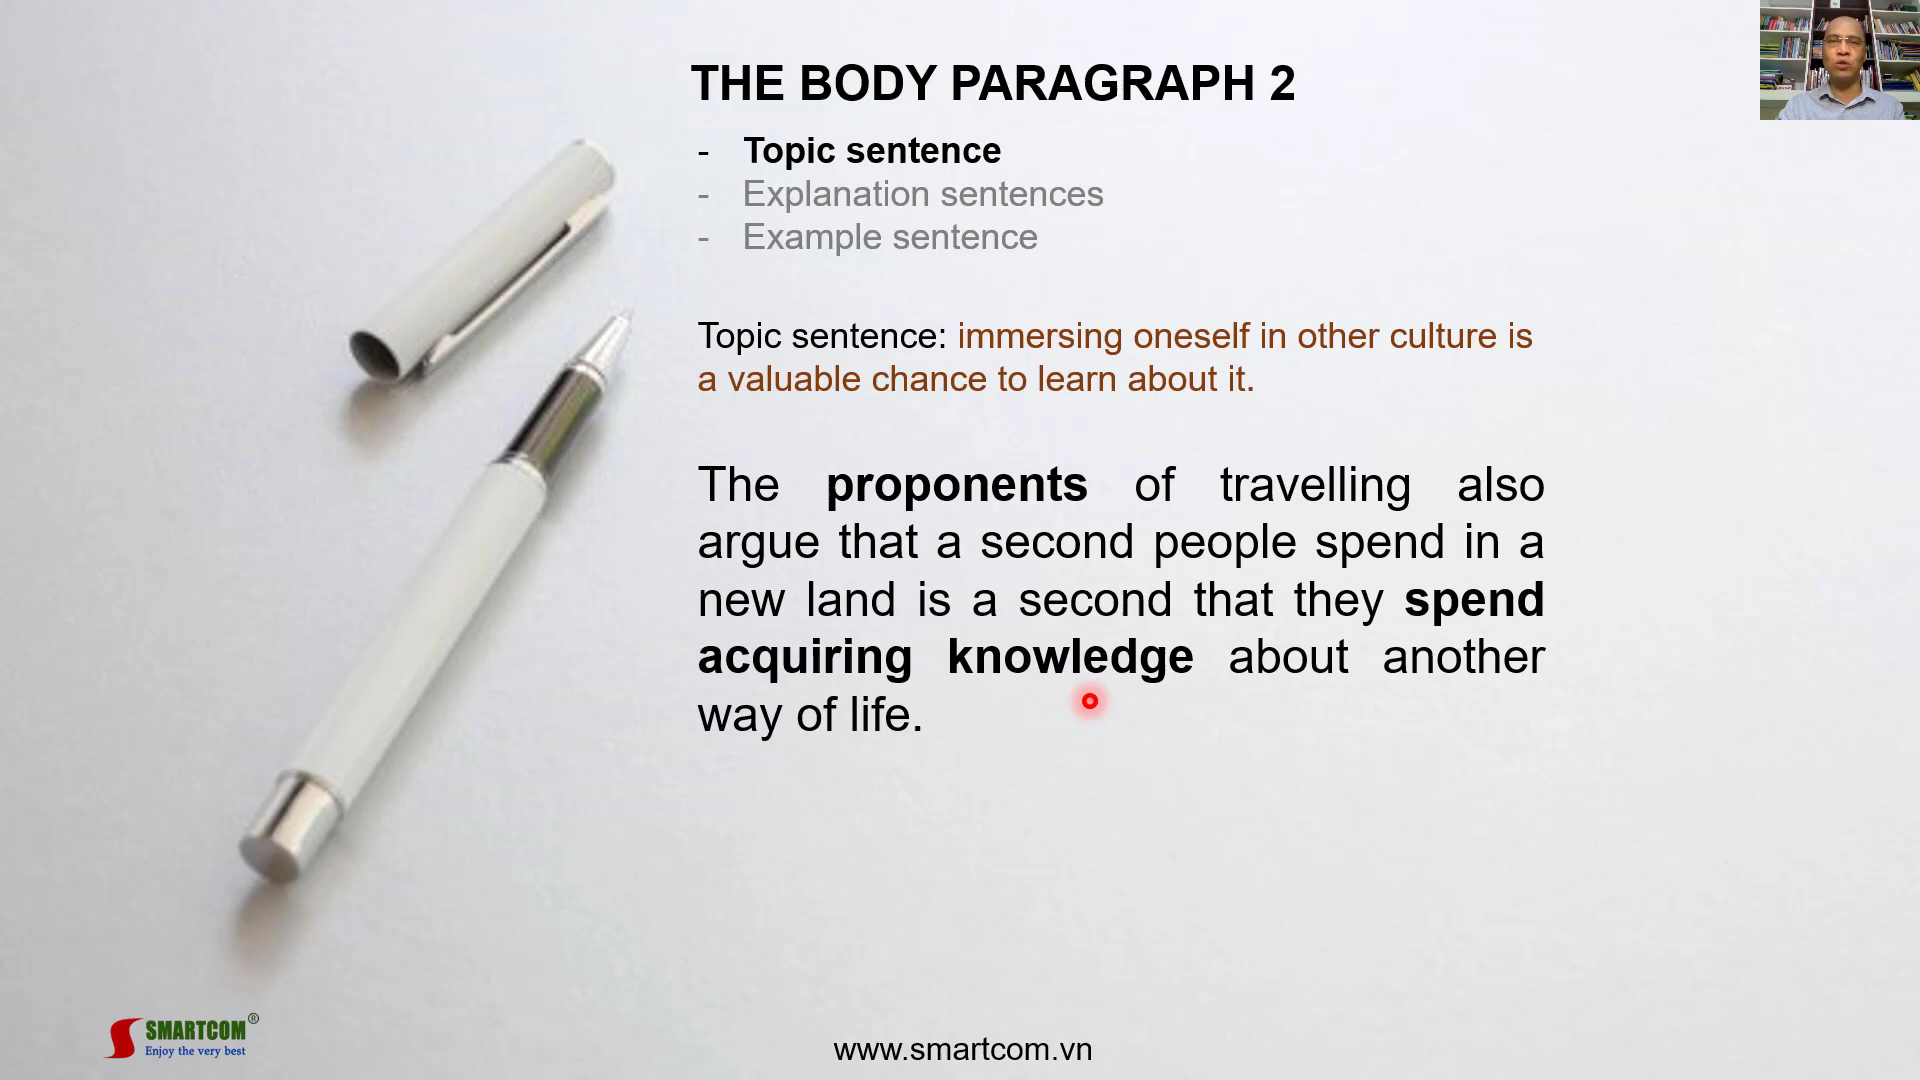 THE BODY PARAGRAPH 2
- Topic sentence
- Explanation sentences
- Example sentence
Topic sentence: immersing oneself in other culture is
a valuable chance to learn about it.
The proponents of travelling also
argue that a second people spend in a
new land is a second that they spend
acquiring knowledge about another
way of life.
SMARTCOM®
Enjoy the very best
www.smartcom.vn